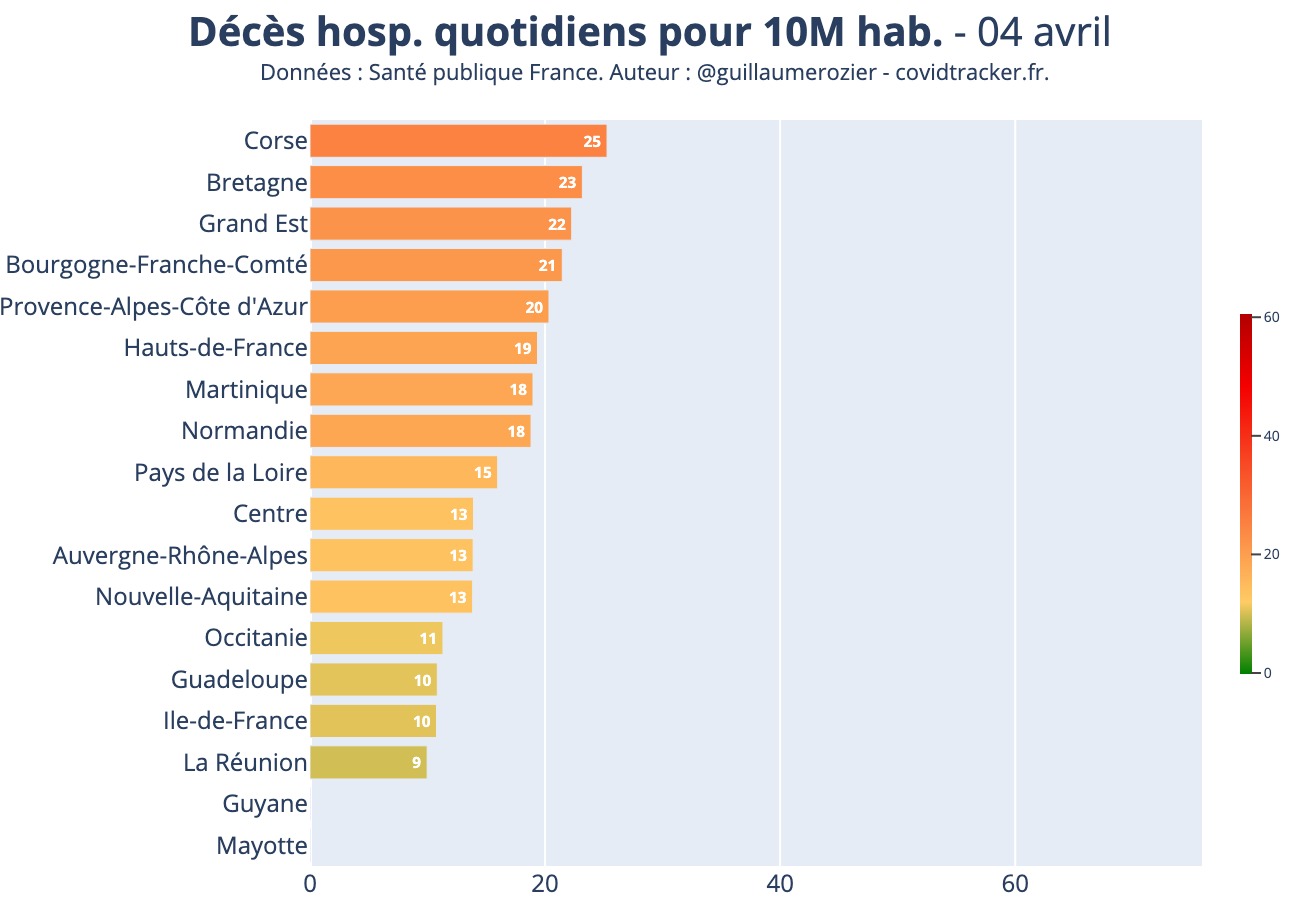 Décès hosp. quotidiens pour 10M hab. - 04 avril
Données : Santé publique France. Auteur : @guillaumerozier - covidtracker.fr.
Corse 25
Bretagne 23
Grand Est 22
Bourgogne-Franche-Comté 21
Provence-Alpes-Côte d'Azur 20
Hauts-de-France 19
Martinique 18
Normandie 18
Pays de la Loire 15
Centre 13
Auvergne-Rhône-Alpes 13
Nouvelle-Aquitaine 13
Occitanie 11
Guadeloupe 10
Ile-de-France 10
La Réunion 9
Guyane
Mayotte
0 20 40 60
60
40
20
0